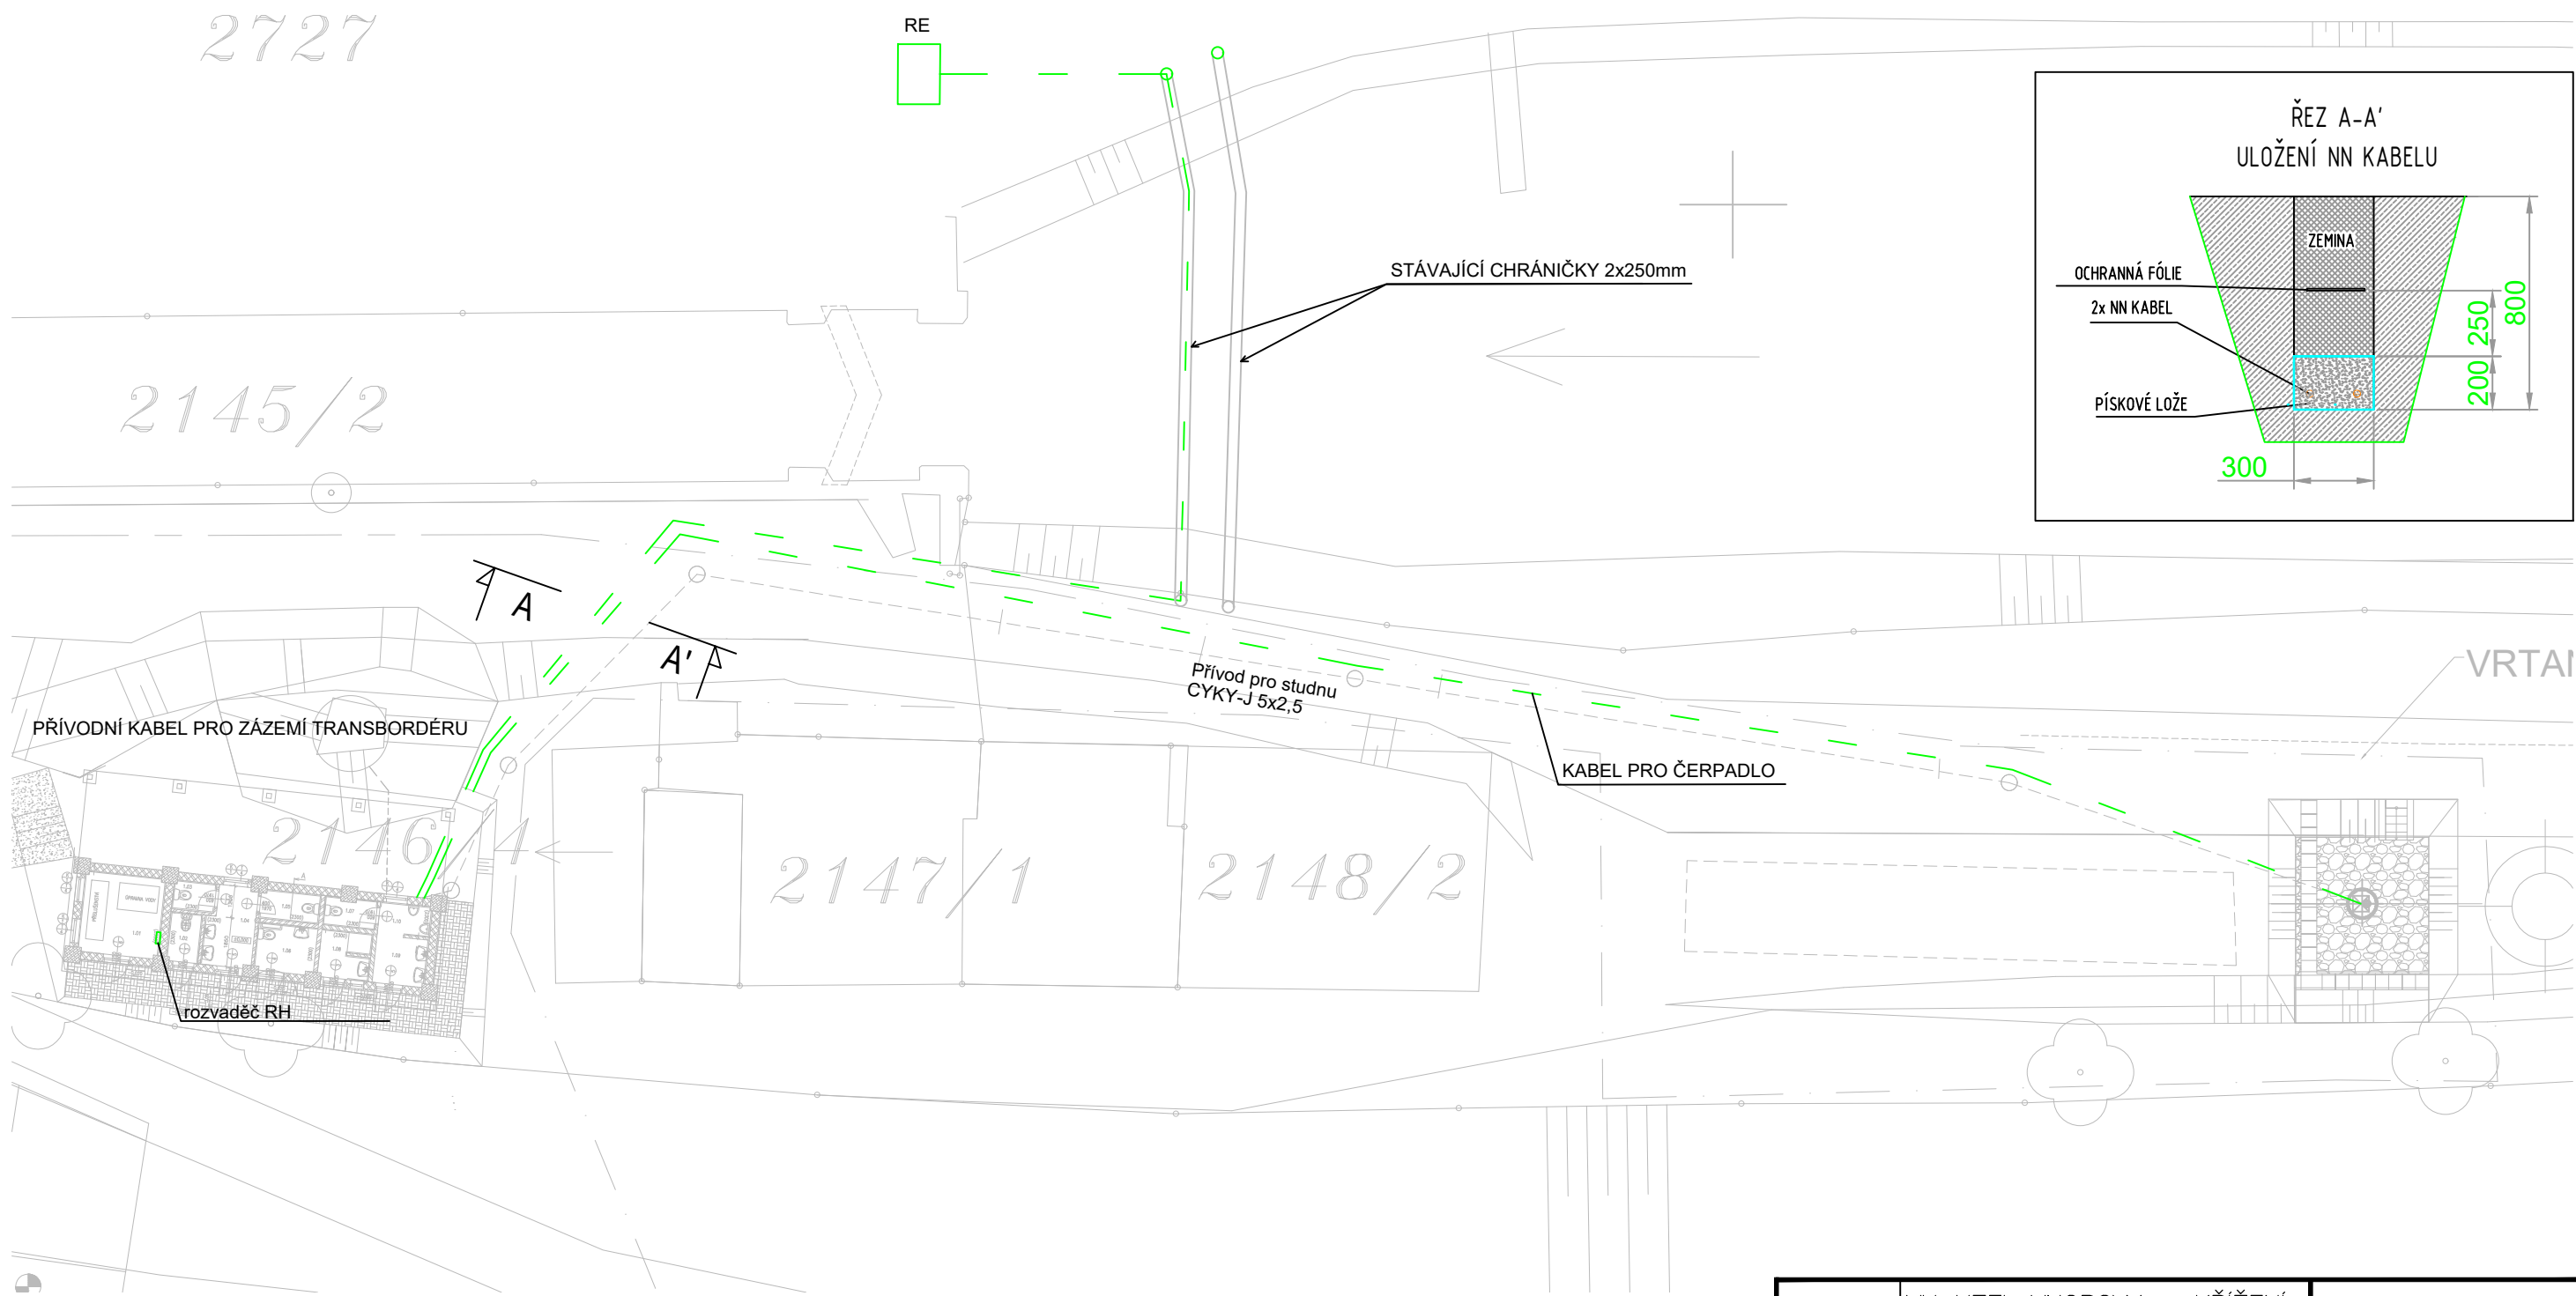 2727
RE
ŘEZ A-A'
ULOŽENÍ NN KABELU
ZEMINA
OCHRANNÁ FÓLIE
2x NN KABEL
PÍSKOVÉ LOŽE
250
800
200
300
STÁVAJÍCÍ CHRÁNIČKY 2x250mm
2145/2
A
A'
Přívod pro studnu
CYKY-J 5x2,5
VRTAN
PŘÍVODNÍ KABEL PRO ZÁZEMÍ TRANSBORDÉRU
KABEL PRO ČERPADLO
2146
2147/1
2148/2
rozvaděč RH